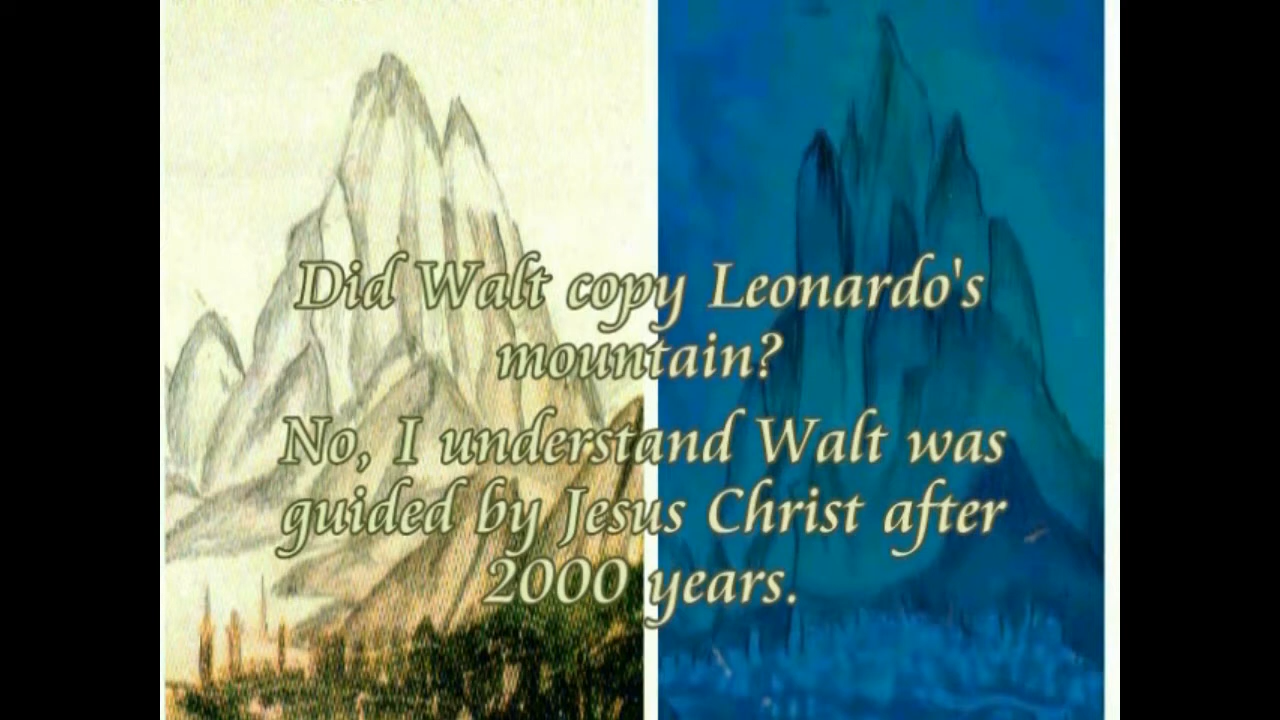 Did Walt copy Leonardo's
mountain?
No, I understand Walt was
guided by Jesus Christ after
2000 years.